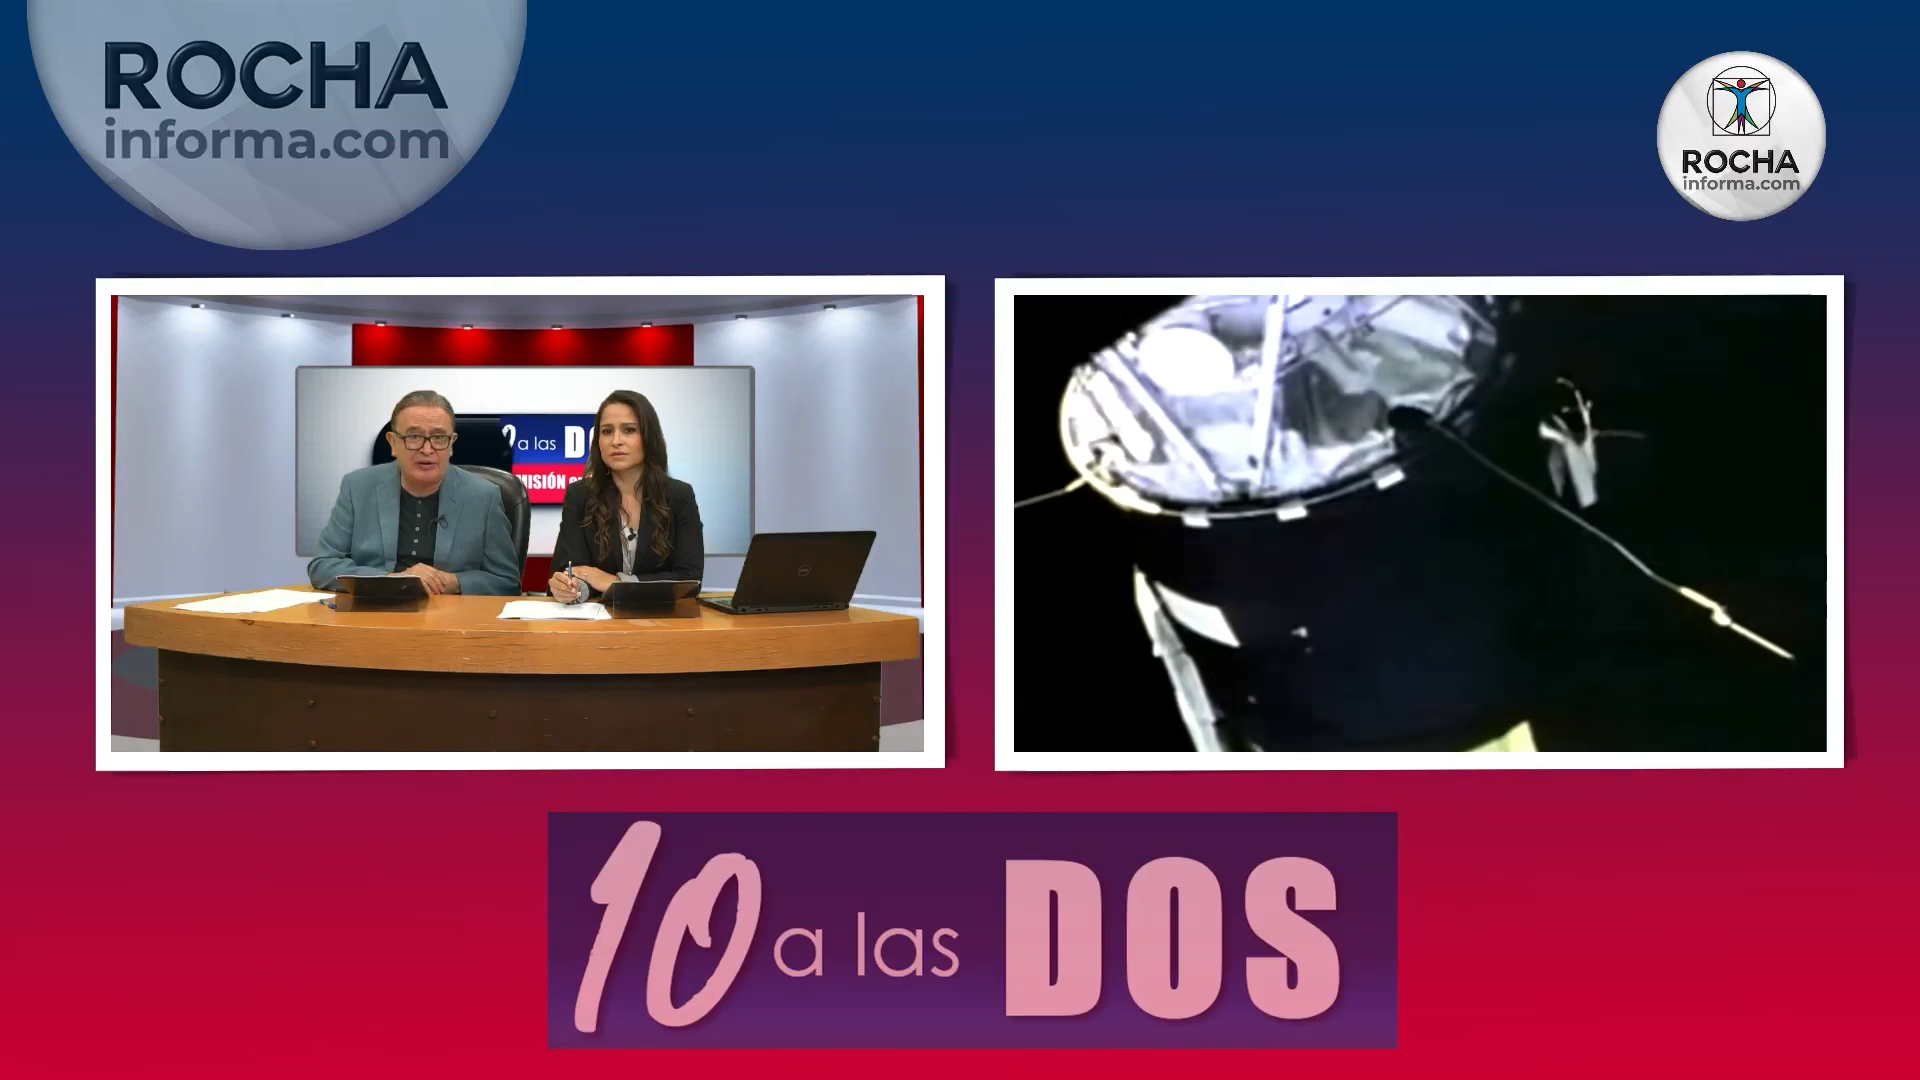 ROCHA
informa.com
ROCHA
informa.com
a las
10 a las DOS